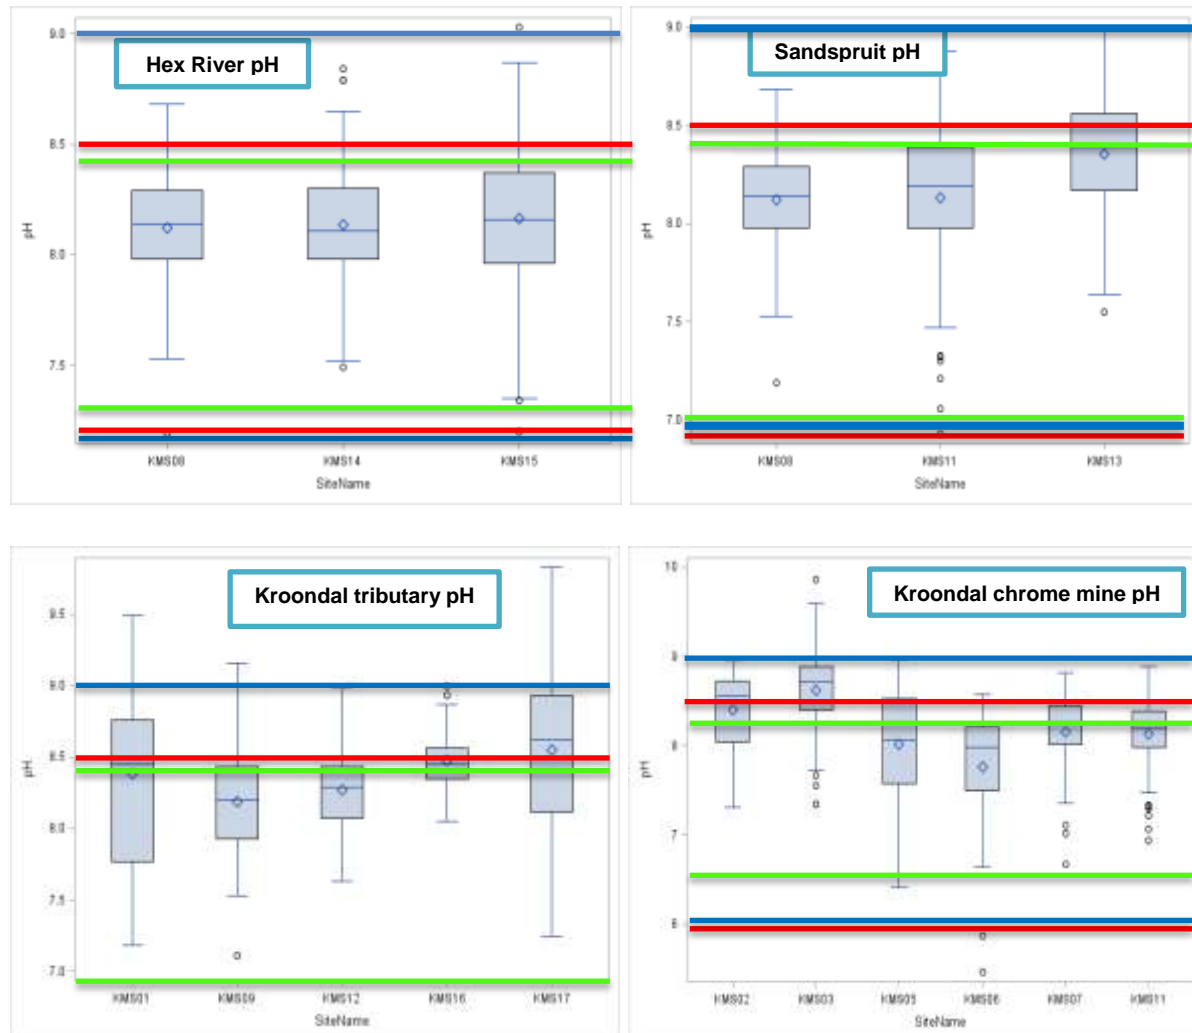 Hex River pH
9.0
8.5
8.0
7.5
pH
KMS08 KMS14 KMS15
SiteName
Sandspruit pH
9.0
8.5
8.0
7.5
7.0
pH
KMS08 KMS11 KMS13
SiteName
Kroondal tributary pH
9.5
9.0
8.5
8.0
7.5
7.0
pH
KMS01 KMS09 KMS12 KMS16 KMS17
SiteName
Kroondal chrome mine pH
10
9
8
7
6
pH
KMS02 KMS03 KMS05 KMS06 KMS07 KMS11
SiteName